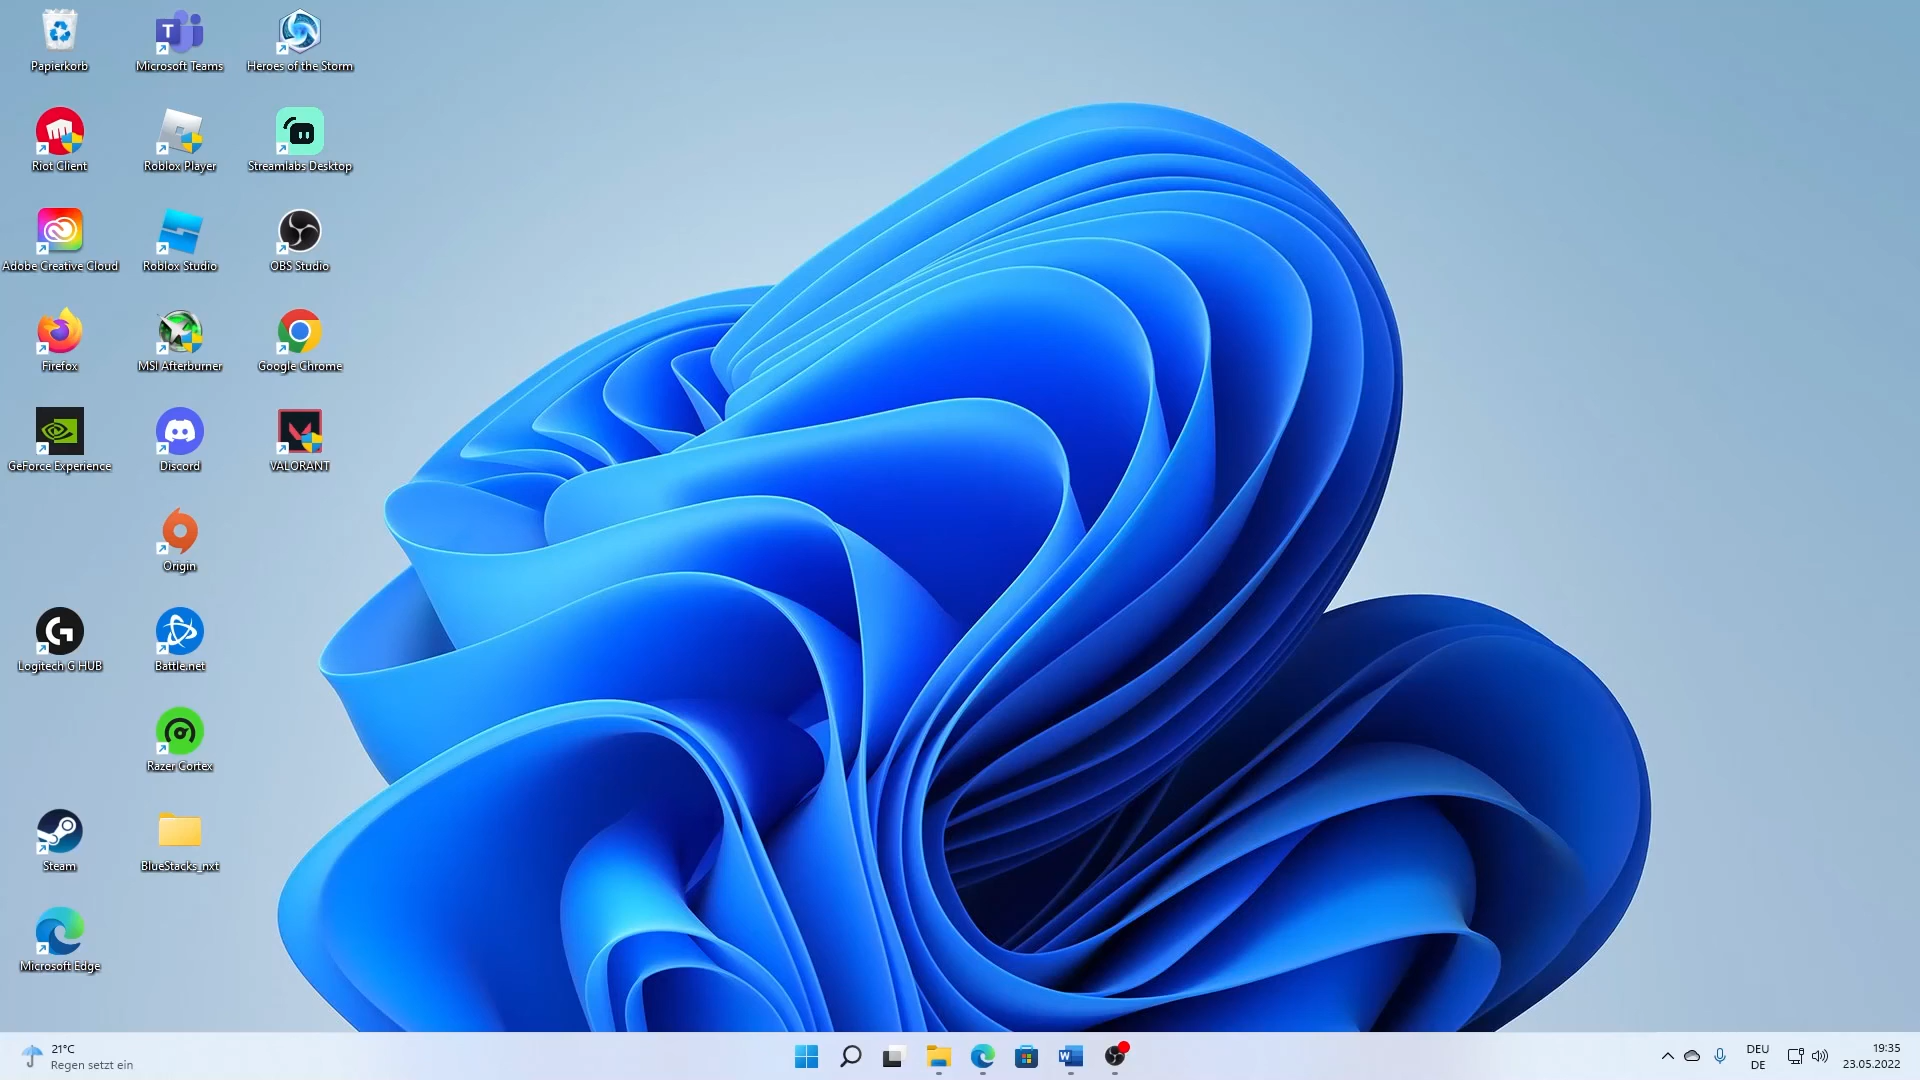 Papierkorb
Microsoft Teams
Heroes of the Storm
Riot Client
Roblox Player
Streamlabs Desktop
Adobe Creative Cloud
Roblox Studio
OBS Studio
Firefox
MSI Afterburner
Google Chrome
GeForce Experience
Discord
VALORANT
Origin
Logitech G HUB
Battle.net
Razer Cortex
Steam
BlueStacks_nxt
Microsoft Edge
21°C
Regen setzt ein
DEU
DE
19:35
23.05.2022